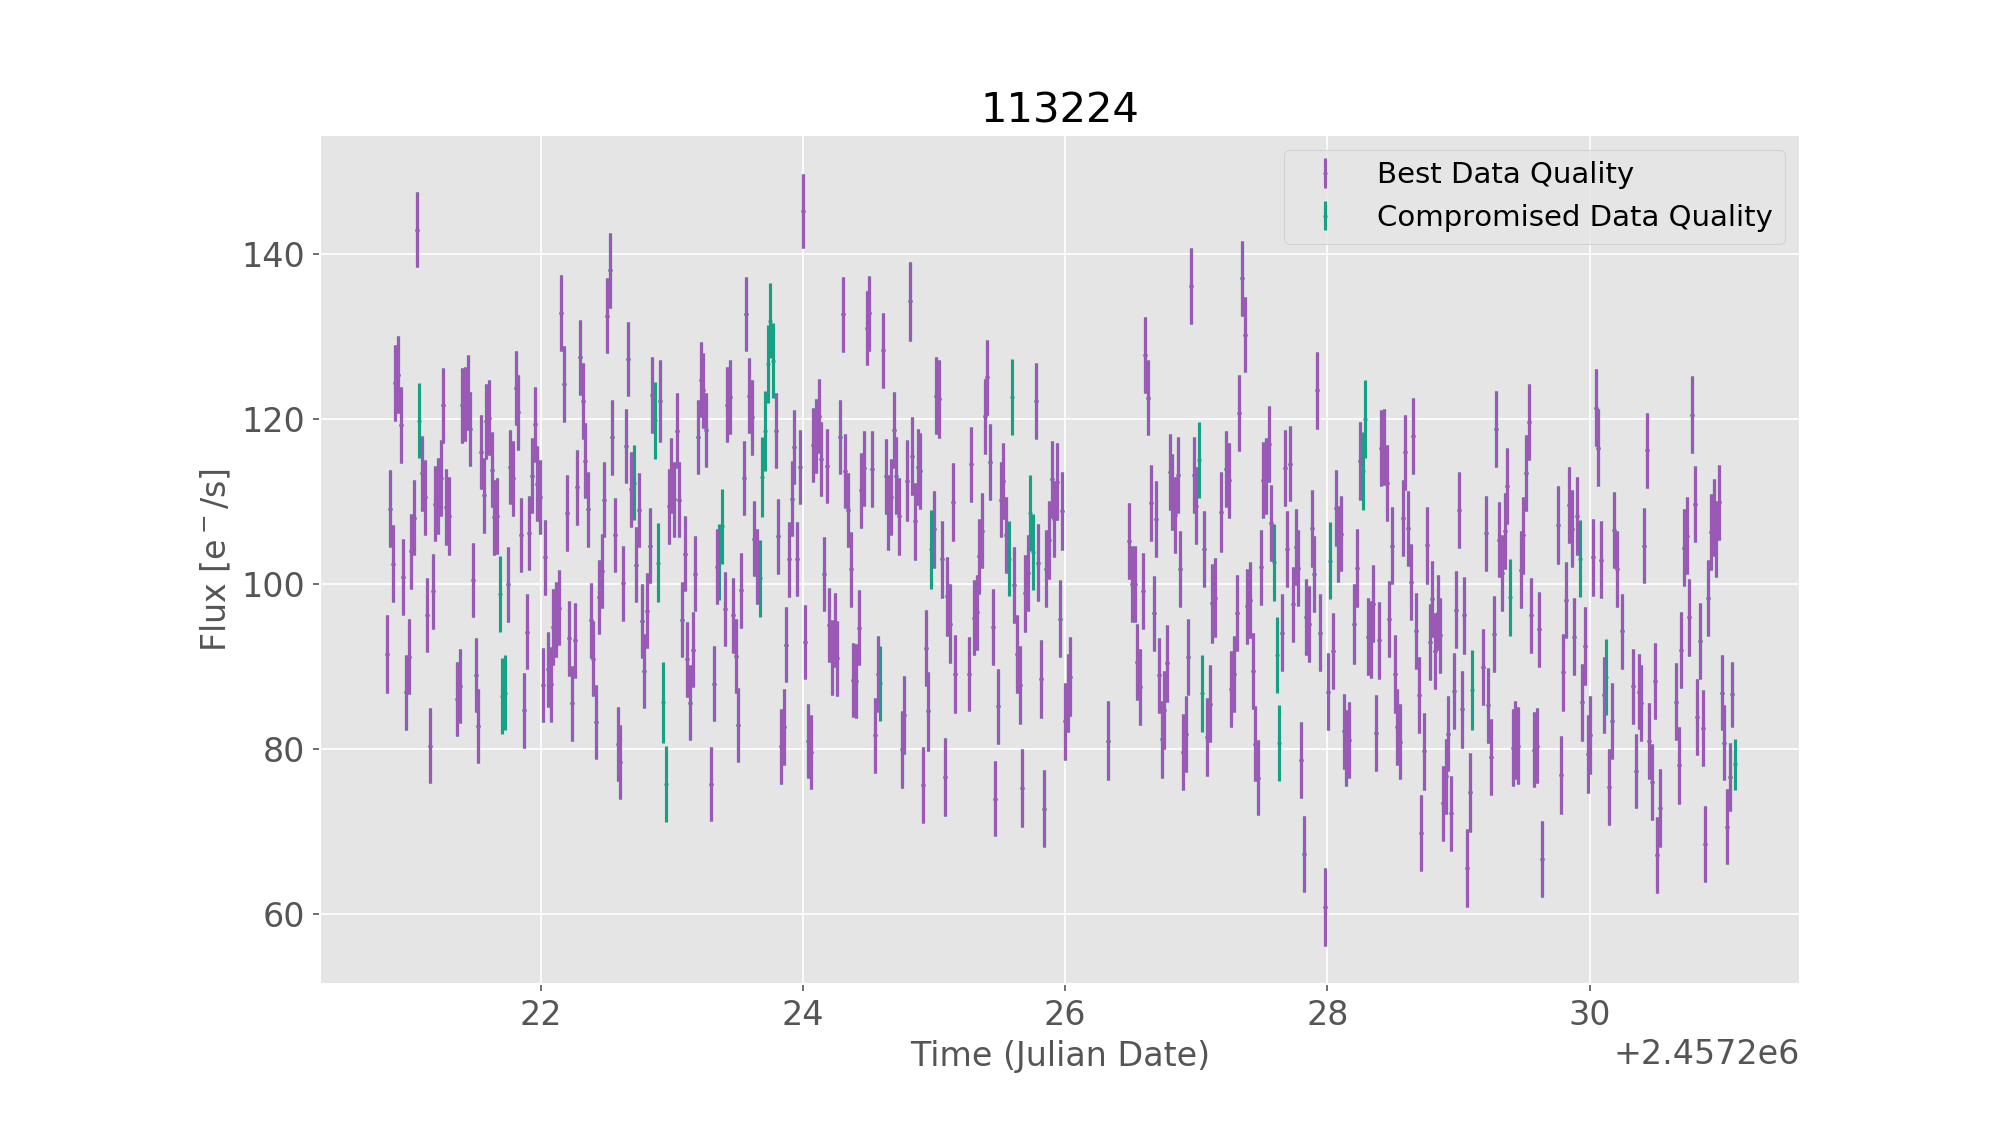 113224
Best Data Quality
Compromised Data Quality
140
120
100
80
60
Flux [e⁻/s]
22 24 26 28 30
Time (Julian Date)
+2.4572e6